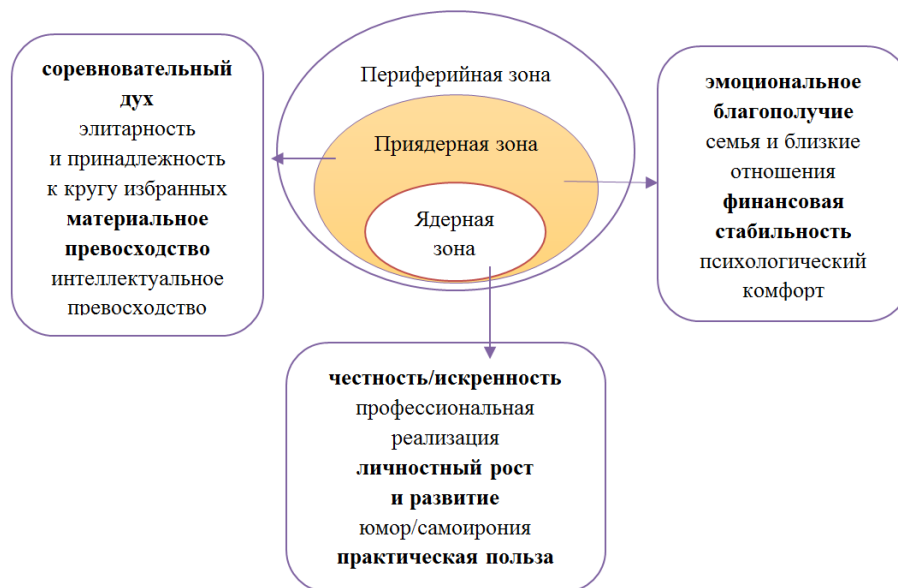 соревновательный
дух
элитарность
и принадлежность
к кругу избранных
материальное
превосходство
интеллектуальное
превосходство
Периферийная зона
Приядерная зона
Ядерная
зона
эмоциональное
благополучие
семья и близкие
отношения
финансовая
стабильность
психологический
комфорт
честность/искренность
профессиональная
реализация
личностный рост
и развитие
юмор/самоирония
практическая польза